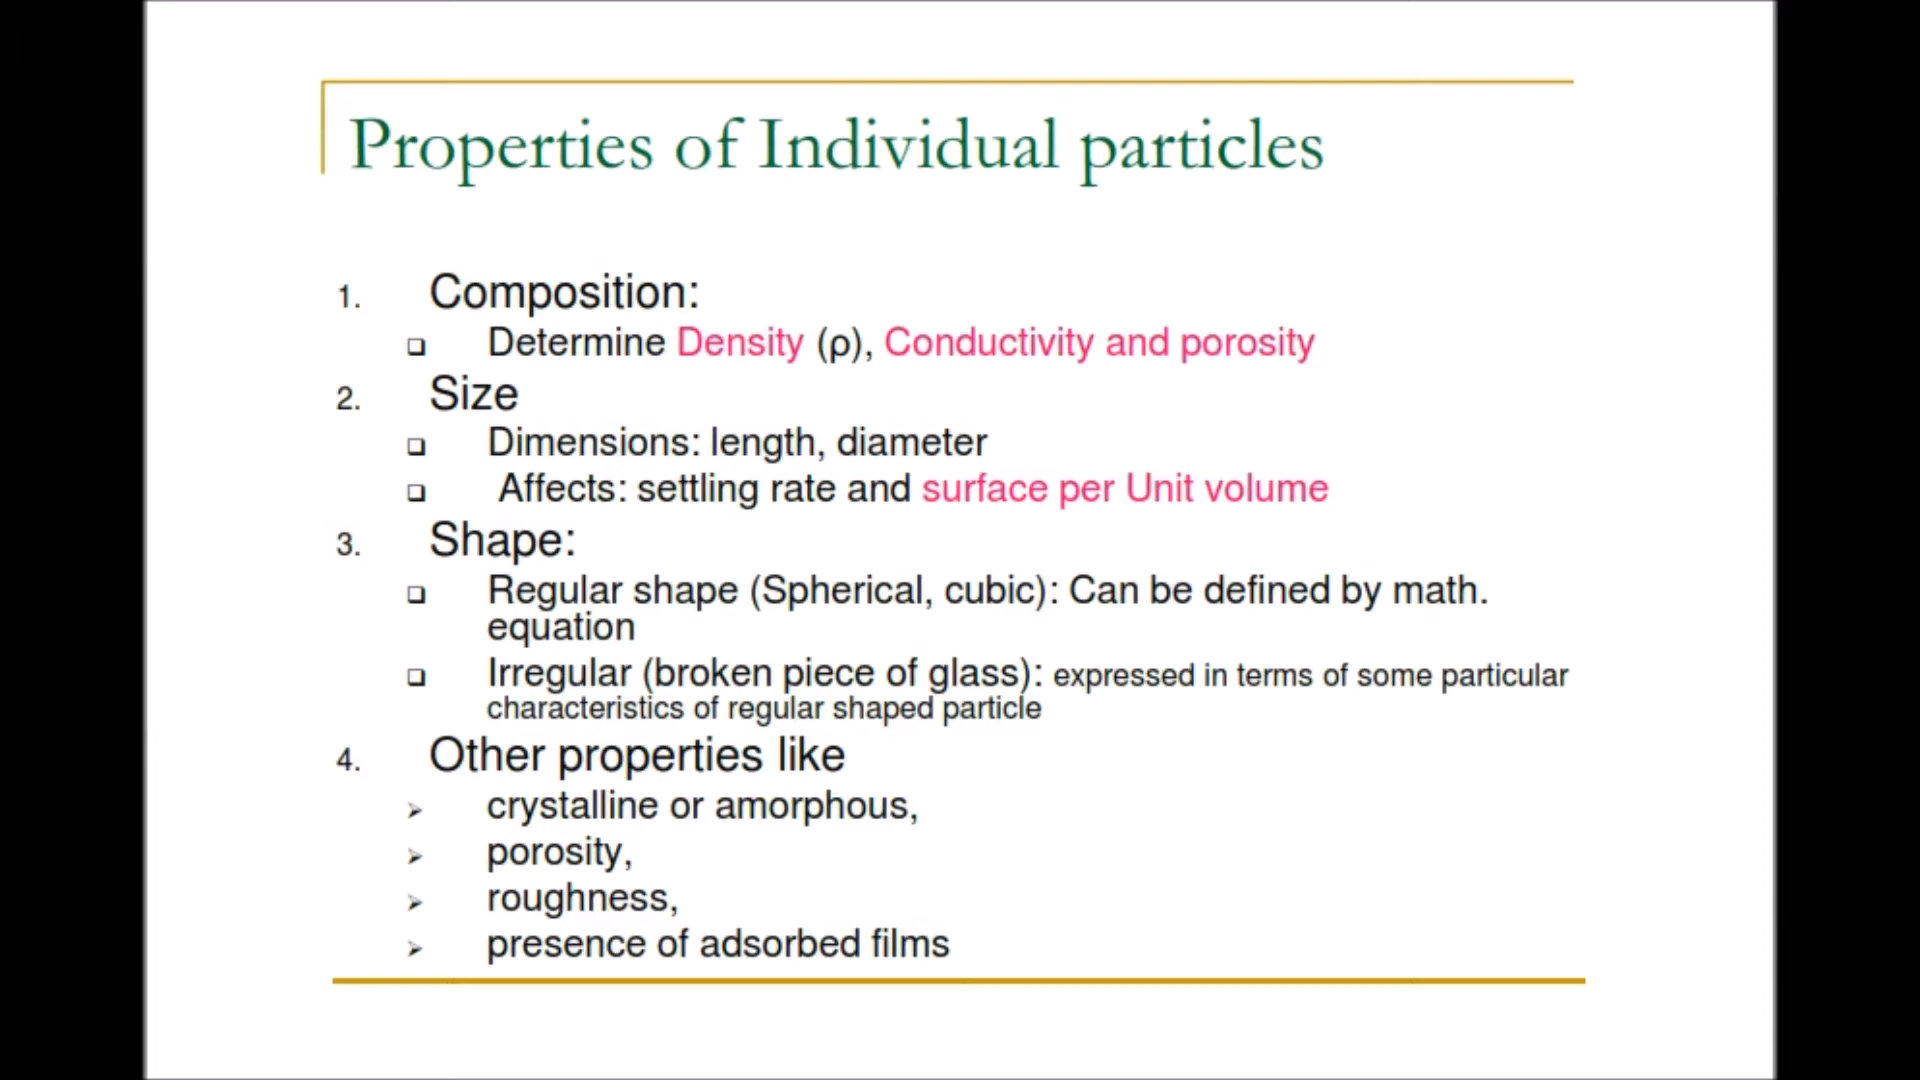 Properties of Individual particles
1. Composition:
❑ Determine Density (ρ), Conductivity and porosity
2. Size
❑ Dimensions: length, diameter
❑ Affects: settling rate and surface per Unit volume
3. Shape:
❑ Regular shape (Spherical, cubic): Can be defined by math.
equation
❑ Irregular (broken piece of glass): expressed in terms of some particular
characteristics of regular shaped particle
4. Other properties like
➢ crystalline or amorphous,
➢ porosity,
➢ roughness,
➢ presence of adsorbed films